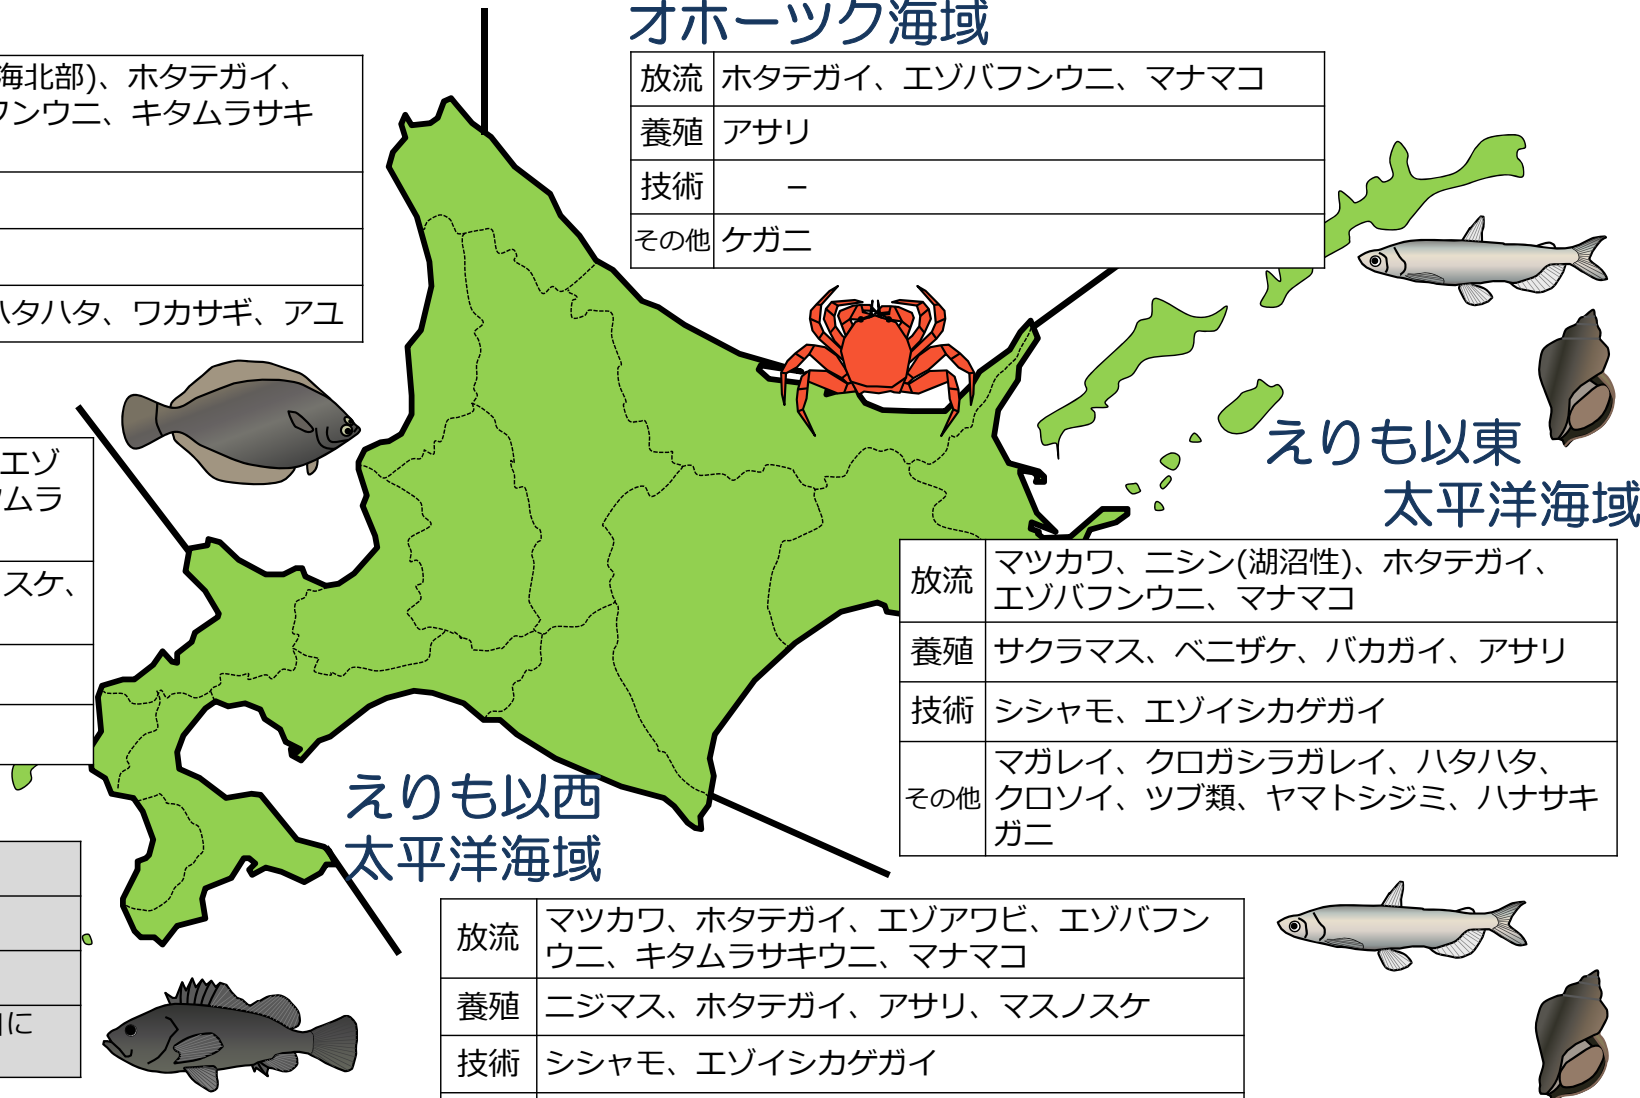 オホーツク海域
放流 ホタテガイ、エゾバフンウニ、マナマコ
養殖 アサリ
技術 －
その他 ケガニ
海北部)、ホタテガイ、
フンウニ、キタムラサキ
ハタハタ、ワカサギ、アユ
エゾ
タムラ
スケ、
えりも以東
太平洋海域
放流 マツカワ、ニシン(湖沼性)、ホタテガイ、
エゾバフンウニ、マナマコ
養殖 サクラマス、ベニザケ、バカガイ、アサリ
技術 シシャモ、エゾイシカゲガイ
その他 マガレイ、クロガシラガレイ、ハタハタ、
クロソイ、ツブ類、ヤマトシジミ、ハナサキ
ガニ
えりも以西
太平洋海域
放流 マツカワ、ホタテガイ、エゾアワビ、エゾバフン
ウニ、キタムラサキウニ、マナマコ
養殖 ニジマス、ホタテガイ、アサリ、マスノスケ
技術 シシャモ、エゾイシカゲガイ
に